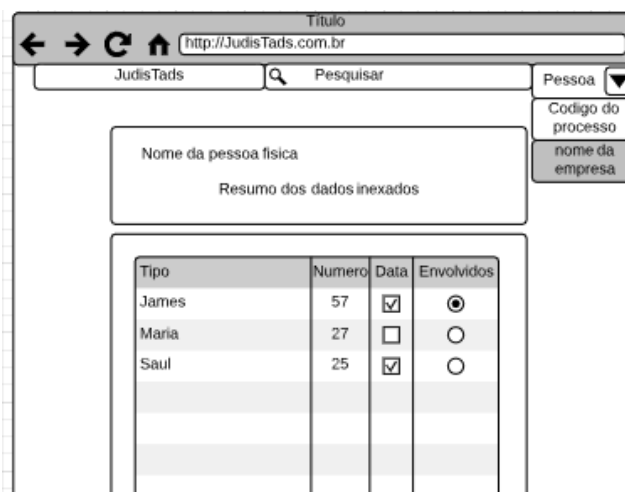 Título
http://JudisTads.com.br
JudisTads
Pesquisar
Pessoa
Codigo do
processo
nome da
empresa
Nome da pessoa fisica
Resumo dos dados inexados
Tipo Numero Data Envolvidos
James 57
Maria 27
Saul 25